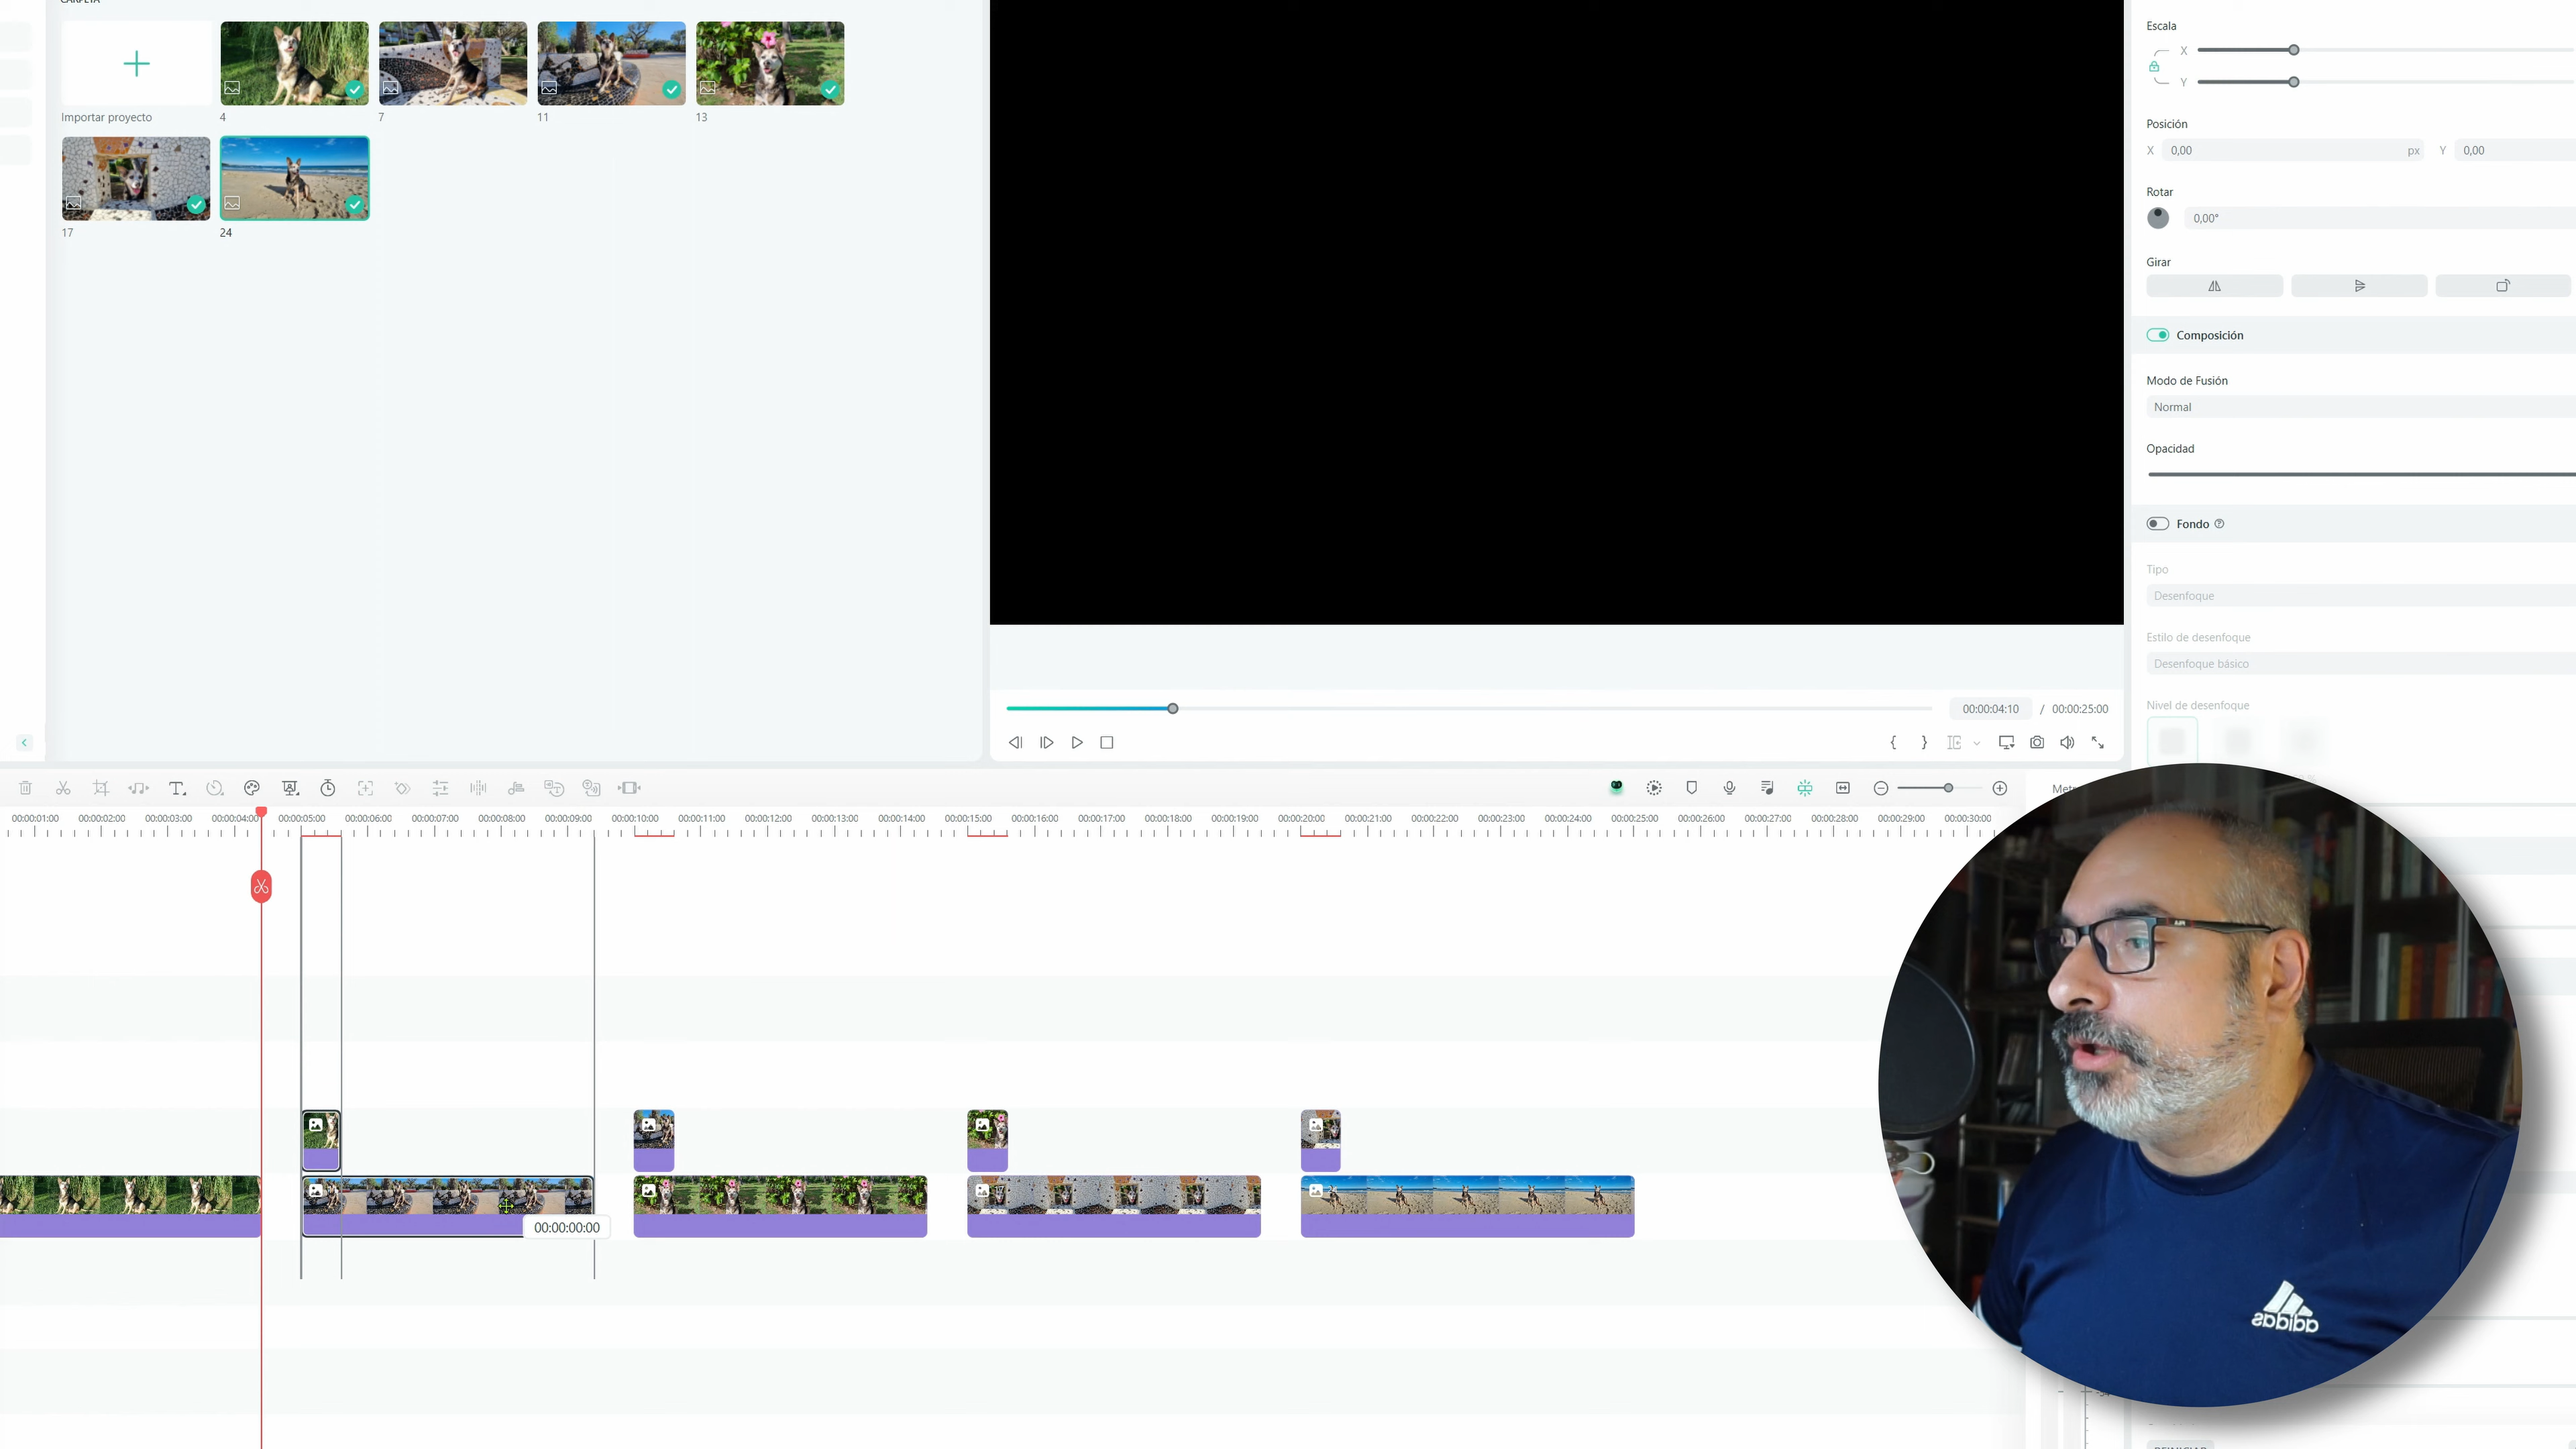 Importar proyecto
4
7
11
13
17
24
Escala
X
Y
Posición
X 0,00 px Y 0,00
Rotar
0,00°
Girar
Composición
Modo de Fusión
Normal
Opacidad
Fondo
Tipo
Desenfoque
Estilo de desenfoque
Desenfoque básico
Nivel de desenfoque
00:00:04:10 / 00:00:25:00
00:00:01:00 00:00:02:00 00:00:03:00 00:00:04:00 00:00:05:00 00:00:06:00 00:00:07:00 00:00:08:00 00:00:09:00 00:00:10:00 00:00:11:00 00:00:12:00 00:00:13:00 00:00:14:00 00:00:15:00 00:00:16:00 00:00:17:00 00:00:18:00 00:00:19:00 00:00:20:00 00:00:21:00 00:00:22:00 00:00:23:00 00:00:24:00 00:00:25:00 00:00:26:00 00:00:27:00 00:00:28:00 00:00:29:00 00:00:30:00
00:00:00:00
adidas